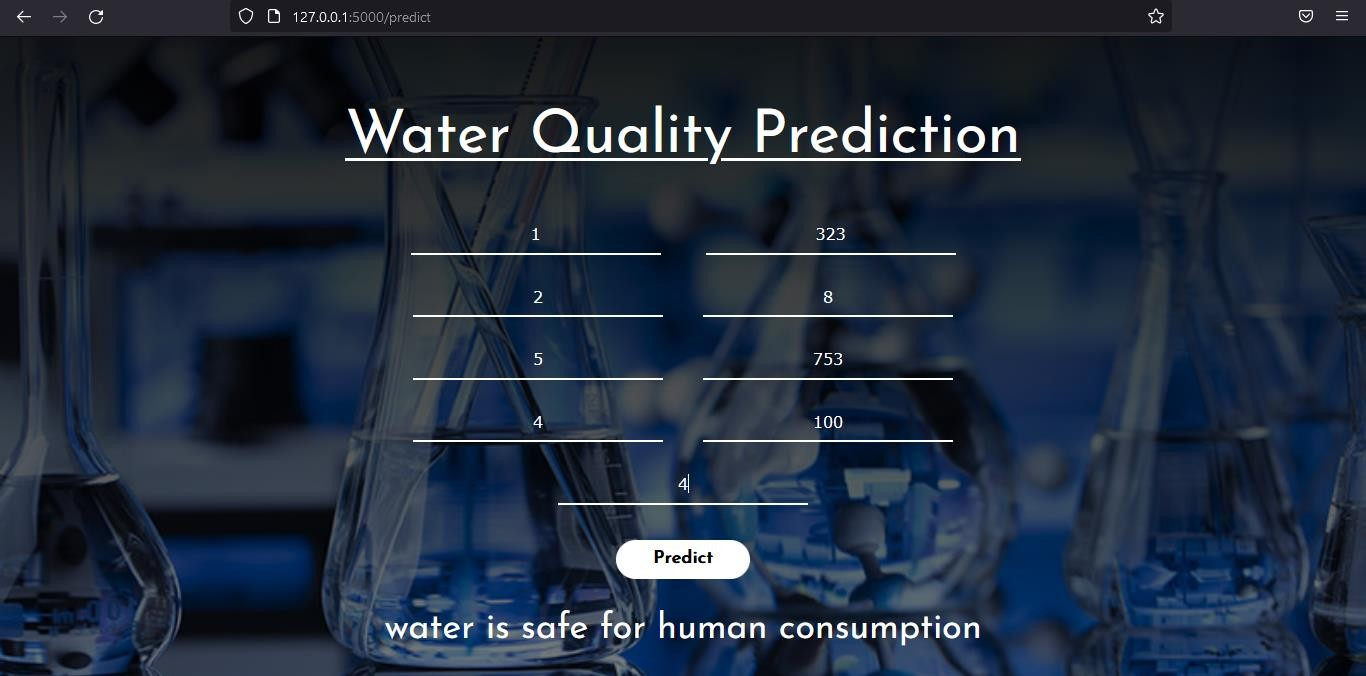 127.0.0.1:5000/predict
Water Quality Prediction
1 323
2 8
5 753
4 100
4
Predict
water is safe for human consumption